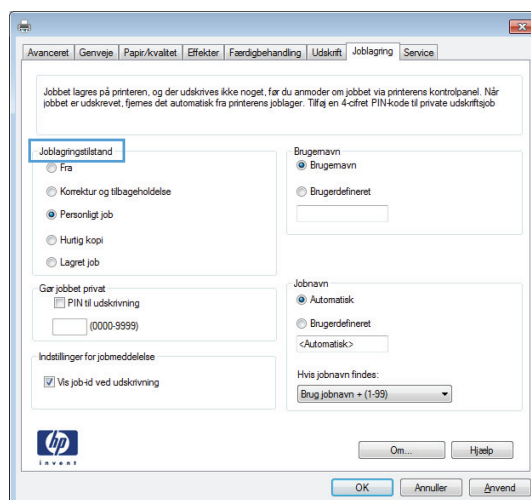 Avanceret Genveje Papir/kvalitet Effekter Færdigbehandling Udskrift Joblagring Service
Jobbet lagres på printeren, og der udskrives ikke noget, før du anmoder om jobbet via printerens kontrolpanel. Når
jobbet er udskrevet, fjernes det automatisk fra printerens joblager. Tilføj en 4-cifret PIN-kode til private udskriftsjob
Joblagringstilstand
Fra
Korrektur og tilbageholdelse
Personligt job
Hurtig kopi
Lagret job
Brugernavn
Brugernavn
Brugerdefineret
Gør jobbet privat
PIN til udskrivning
(0000-9999)
Jobnavn
Automatisk
Brugerdefineret
<Automatisk>
Hvis jobnavn findes:
Brug jobnavn + (1-99)
Indstillinger for jobmeddelelse
Vis job-id ved udskrivning
hp
invent
Om... Hjælp
OK Annuller Anvend